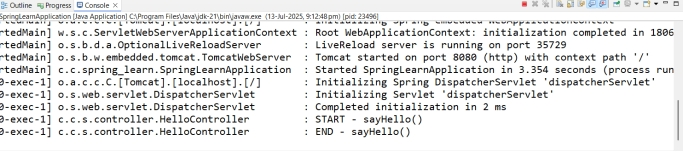 Outline Progress Console ×
SpringLearnApplication [Java Application] C:\Program Files\Java\jdk-21\bin\javaw.exe (13-Jul-2025, 9:12:48 pm) [pid: 23496]
rtedMain] w.s.c.ServletWebServerApplicationContext : Root WebApplicationContext: initialization completed in 1806
rtedMain] o.s.b.d.a.OptionalLiveReloadServer : LiveReload server is running on port 35729
rtedMain] o.s.b.w.embedded.tomcat.TomcatWebServer : Tomcat started on port 8080 (http) with context path '/'
rtedMain] c.c.spring_learn.SpringLearnApplication : Started SpringLearnApplication in 3.354 seconds (process run
0-exec-1] o.a.c.c.C.[Tomcat].[localhost].[/] : Initializing Spring DispatcherServlet 'dispatcherServlet'
0-exec-1] o.s.web.servlet.DispatcherServlet : Initializing Servlet 'dispatcherServlet'
0-exec-1] o.s.web.servlet.DispatcherServlet : Completed initialization in 2 ms
0-exec-1] c.c.s.controller.HelloController : START - sayHello()
0-exec-1] c.c.s.controller.HelloController : END - sayHello()